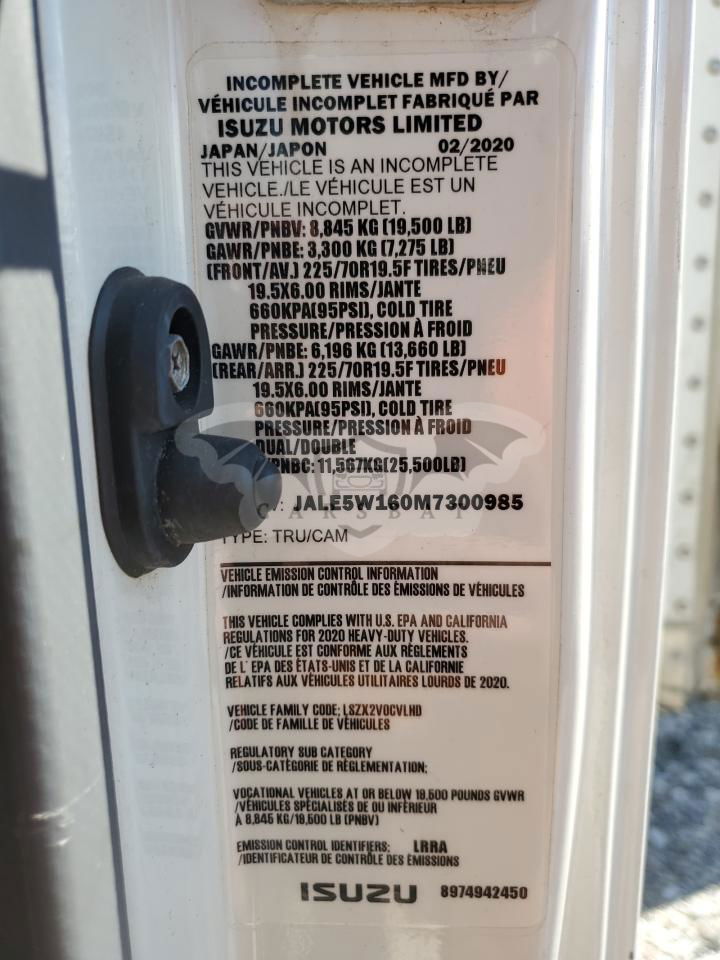 INCOMPLETE VEHICLE MFD BY/
VÉHICULE INCOMPLET FABRIQUÉ PAR
ISUZU MOTORS LIMITED
JAPAN/JAPON 02/2020
THIS VEHICLE IS AN INCOMPLETE
VEHICLE./LE VÉHICULE EST UN
VÉHICULE INCOMPLET.
GVWR/PNBV: 8,845 KG (19,500 LB)
GAWR/PNBE: 3,300 KG (7,275 LB)
(FRONT/AV.) 225/70R19.5F TIRES/PNEU
19.5X6.00 RIMS/JANTE
660KPA(95PSI), COLD TIRE
PRESSURE/PRESSION À FROID
GAWR/PNBE: 6,196 KG (13,660 LB)
(REAR/ARR.) 225/70R19.5F TIRES/PNEU
19.5X6.00 RIMS/JANTE
660KPA(95PSI), COLD TIRE
PRESSURE/PRESSION À FROID
DUAL/DOUBLE
/PNBC: 11,567KG(25,500LB)
JALE5W160M7300985
CARSBAT
TYPE: TRU/CAM
VEHICLE EMISSION CONTROL INFORMATION
/INFORMATION DE CONTRÔLE DES ÉMISSIONS DE VÉHICULES
THIS VEHICLE COMPLIES WITH U.S. EPA AND CALIFORNIA
REGULATIONS FOR 2020 HEAVY-DUTY VEHICLES.
/CE VÉHICULE EST CONFORME AUX RÈGLEMENTS
DE L' EPA DES ÉTATS-UNIS ET DE LA CALIFORNIE
RELATIFS AUX VÉHICULES UTILITAIRES LOURDS DE 2020.
VEHICLE FAMILY CODE: LSZX2VOCVLHD
/CODE DE FAMILLE DE VÉHICULES
REGULATORY SUB CATEGORY
/SOUS-CATÉGORIE DE RÉGLEMENTATION:
VOCATIONAL VEHICLES AT OR BELOW 19,500 POUNDS GVWR
/VÉHICULES SPÉCIALISÉS DE OU INFÉRIEUR
À 8,845 KG/19,500 LB (PNBV)
EMISSION CONTROL IDENTIFIERS: LRRA
/IDENTIFICATEUR DE CONTRÔLE DES ÉMISSIONS
ISUZU 8974942450